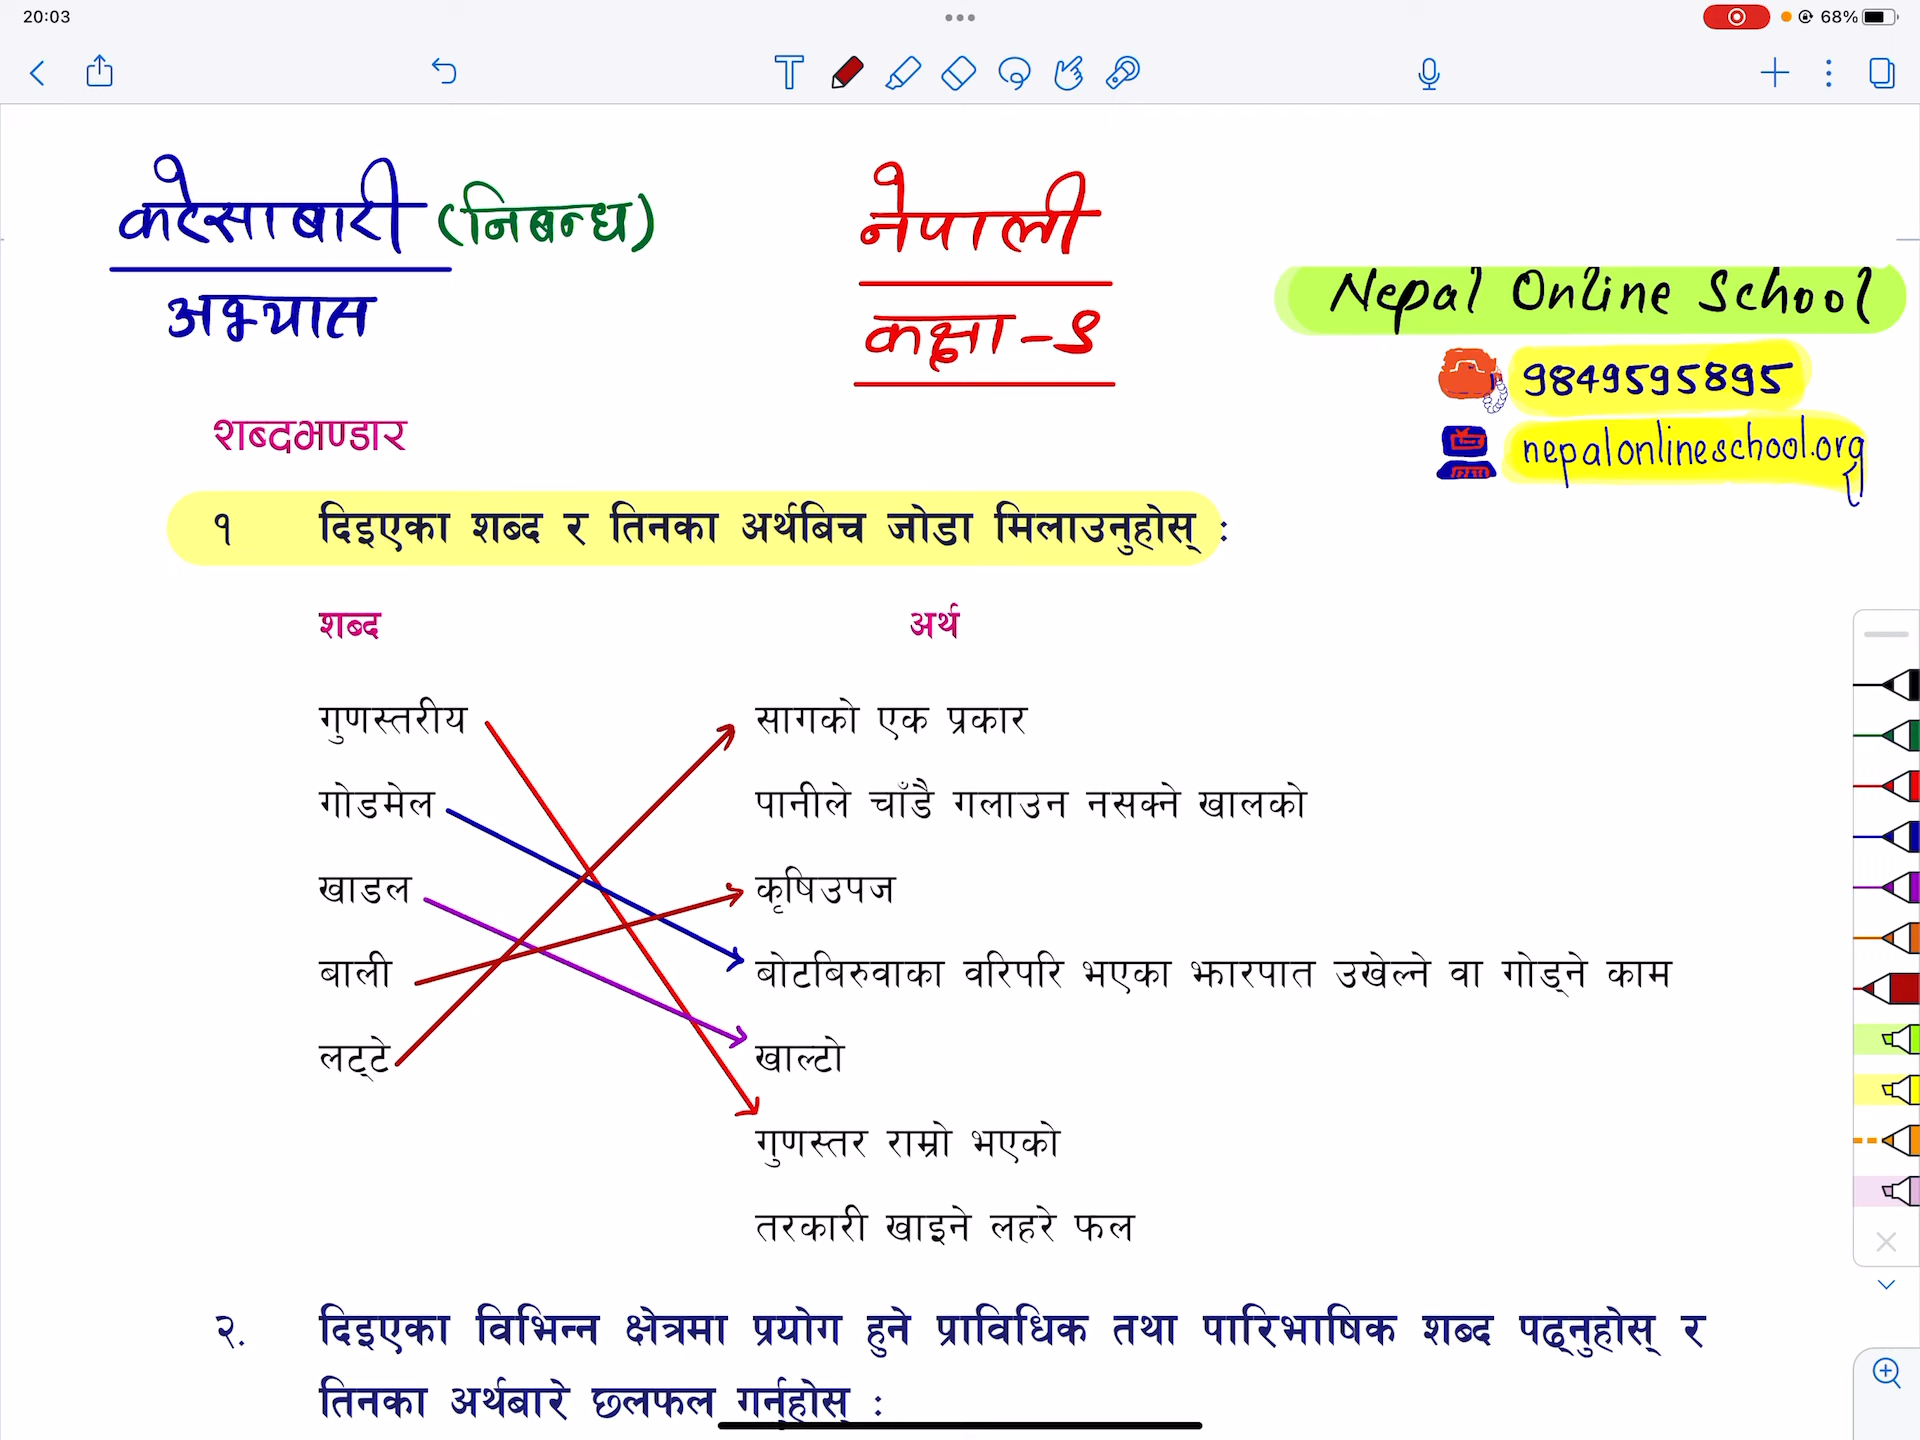 20:03
68%
करेसाबारी (निबन्ध)
अभ्यास
नेपाली
कक्षा - ९
Nepal Online School
9849595895
nepalonlineschool.org
शब्दभण्डार
१ दिइएका शब्द र तिनका अर्थबिच जोडा मिलाउनुहोस् :
शब्द अर्थ
गुणस्तरीय सागको एक प्रकार
गोडमेल पानीले चाँडै गलाउन नसक्ने खालको
खाडल कृषिउपज
बाली बोटबिरुवाका वरिपरि भएका झारपात उखेल्ने वा गोड्ने काम
लट्टे खाल्टो
गुणस्तर राम्रो भएको
तरकारी खाइने लहरे फल
२. दिइएका विभिन्न क्षेत्रमा प्रयोग हुने प्राविधिक तथा पारिभाषिक शब्द पढ्नुहोस् र
तिनका अर्थबारे छलफल गर्नुहोस् :